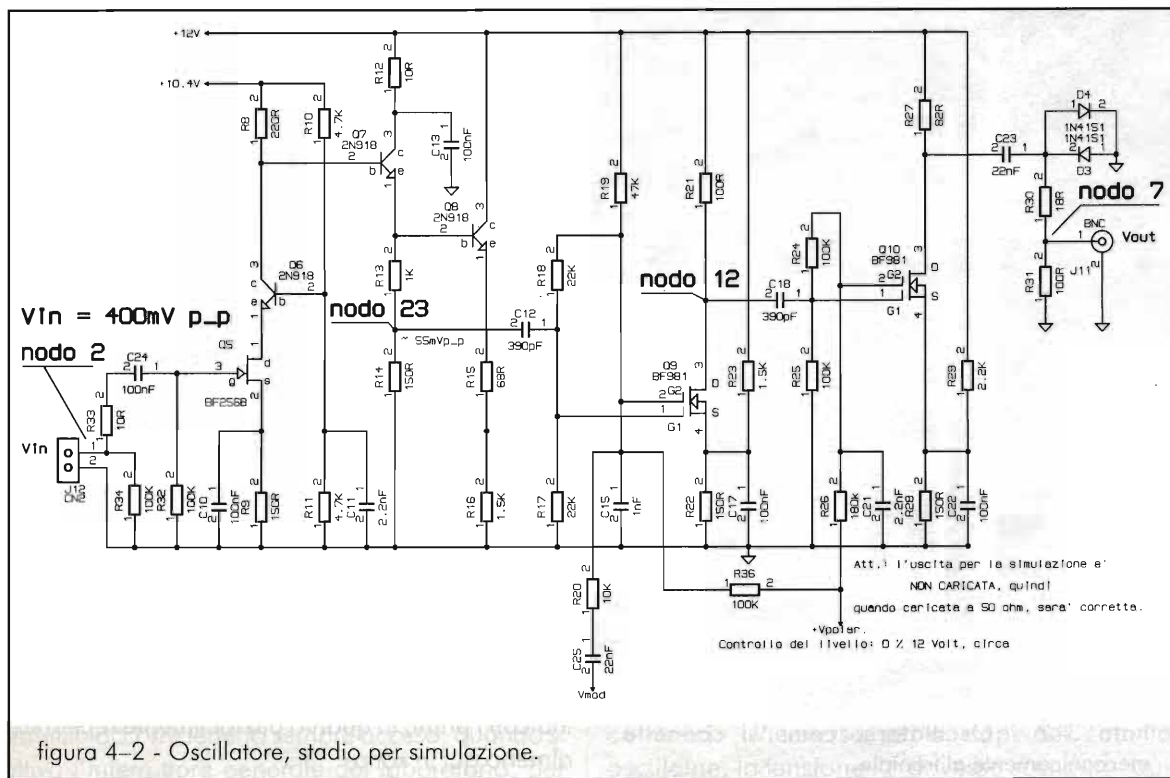 +12V
+10.4V
R12
10R
R8
220R
R10
4.7K
Q7
2N918
C13
100nF
Q8
2N918
R13
1K
Q6
2N918
nodo 23
~ 55mVp_p
C12
390pF
R18
22K
R19
47K
R21
100R
nodo 12
C18
390pF
R24
100K
R27
82R
Q10
BF981
G2
G1
D
S
C23
22nF
D4
1N4151
1N4151
D3
R30
18R
nodo 7
BNC
Vout
J11
R31
100R
Vin = 400mV p_p
nodo 2
C24
100nF
Q5
BF256B
R33
10R
Vin
R34
100K
R32
100K
C10
100nF
R9
150R
R11
4.7K
C11
2.2nF
R14
150R
R15
68R
R16
1.5K
R17
22K
Q9
BF981
G2
G1
D
S
C15
1nF
R22
150R
C17
100nF
R23
1.5K
R25
100K
R26
180k
C21
2.2nF
R28
150R
C22
100nF
R29
2.2K
R20
10K
C25
22nF
Vmod
R36
100K
+Vpolar.
Att.: l'uscita per la simulazione e'
NON CARICATA, quindi
quando caricata a 50 ohm, sara' corretta.
Controllo del livello: 0 % 12 Volt, circa
figura 4–2 - Oscillatore, stadio per simulazione.